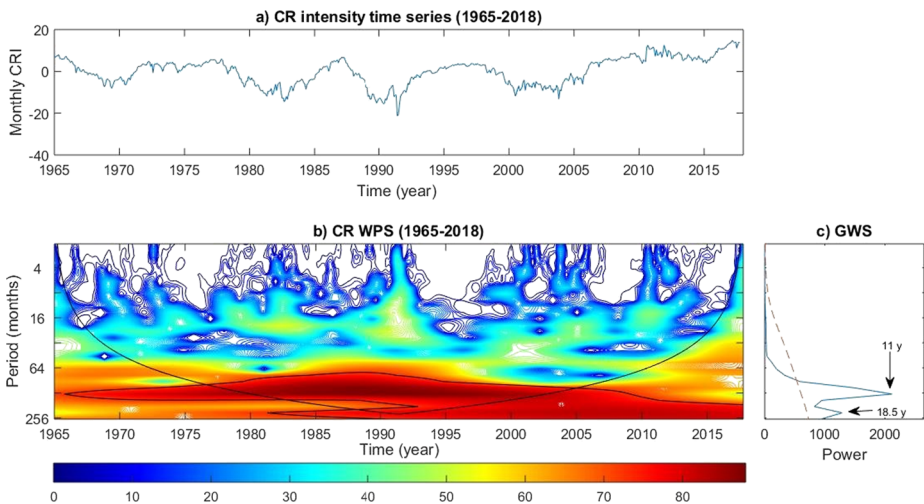 a) CR intensity time series (1965-2018)
Monthly CRI
20
0
-20
-40
1965 1970 1975 1980 1985 1990 1995 2000 2005 2010 2015
Time (year)
b) CR WPS (1965-2018)
Period (months)
4
16
64
256
1965 1970 1975 1980 1985 1990 1995 2000 2005 2010 2015
Time (year)
c) GWS
11 y
18.5 y
0 1000 2000
Power
0 10 20 30 40 50 60 70 80